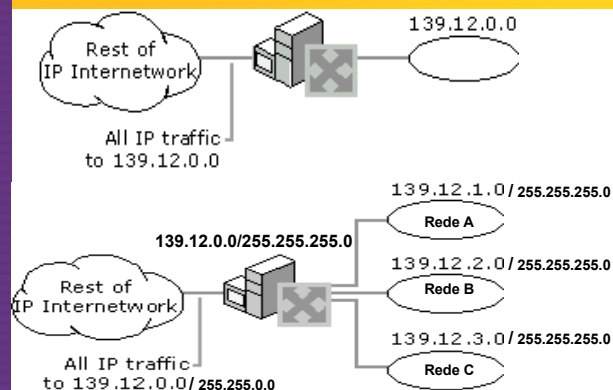 139.12.0.0
Rest of
IP Internetwork
All IP traffic
to 139.12.0.0
139.12.1.0/ 255.255.255.0
Rede A
139.12.0.0/255.255.255.0
139.12.2.0/ 255.255.255.0
Rede B
Rest of
IP Internetwork
139.12.3.0/ 255.255.255.0
Rede C
All IP traffic
to 139.12.0.0/ 255.255.0.0